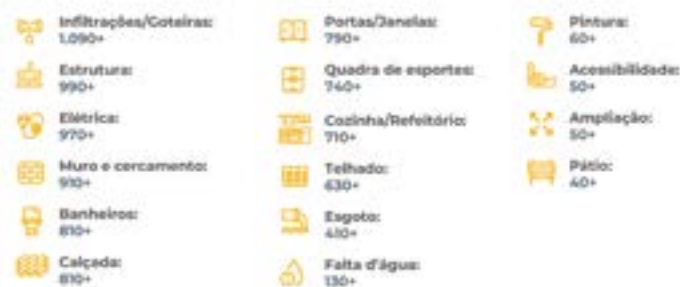 Infiltrações/Goteiras:
1.090+
Estrutura:
990+
Elétrica:
970+
Muro e cercamento:
910+
Banheiros:
810+
Calçada:
810+
Portas/Janelas:
790+
Quadra de esportes:
740+
Cozinha/Refeitório:
710+
Telhado:
630+
Esgoto:
410+
Falta d'água:
130+
Pintura:
60+
Acessibilidade:
50+
Ampliação:
50+
Pátio:
40+